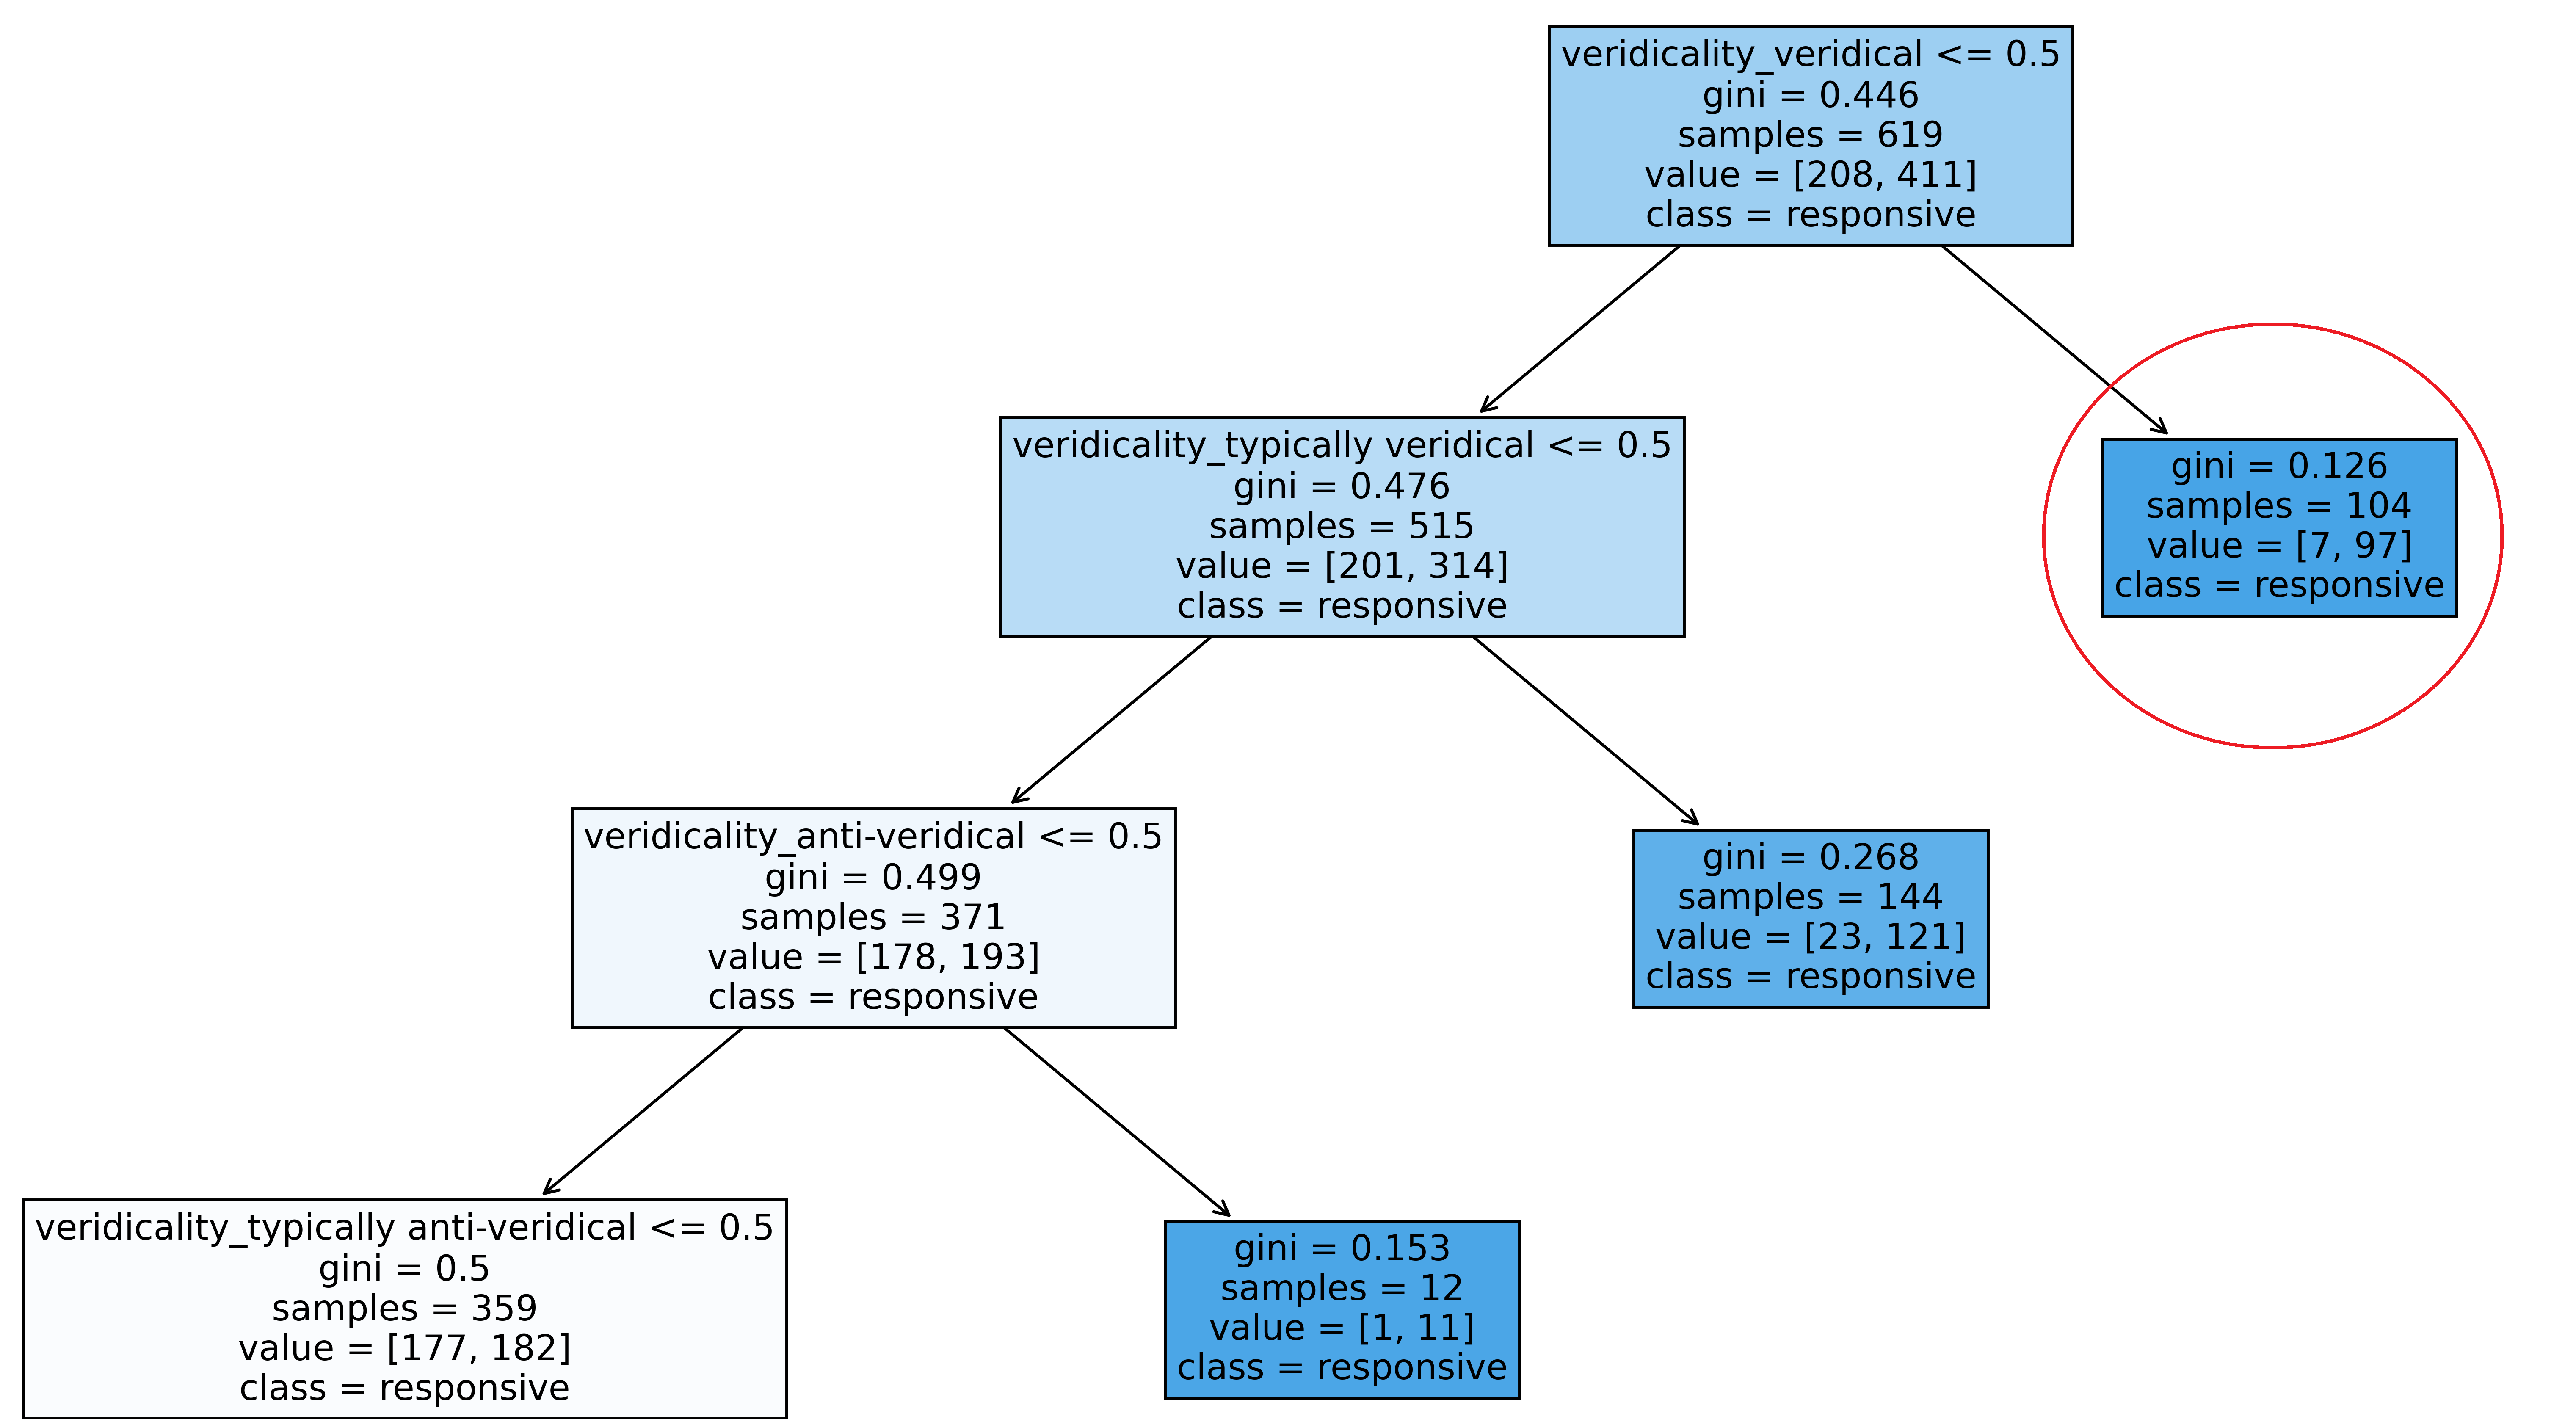 veridicality_veridical <= 0.5
gini = 0.446
samples = 619
value = [208, 411]
class = responsive
veridicality_typically veridical <= 0.5
gini = 0.476
samples = 515
value = [201, 314]
class = responsive
gini = 0.126
samples = 104
value = [7, 97]
class = responsive
veridicality_anti-veridical <= 0.5
gini = 0.499
samples = 371
value = [178, 193]
class = responsive
gini = 0.268
samples = 144
value = [23, 121]
class = responsive
veridicality_typically anti-veridical <= 0.5
gini = 0.5
samples = 359
value = [177, 182]
class = responsive
gini = 0.153
samples = 12
value = [1, 11]
class = responsive